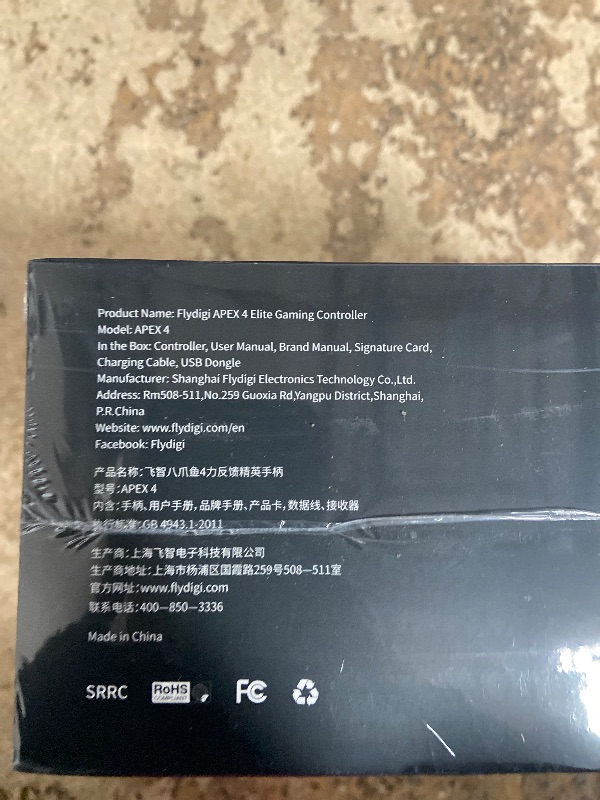 Product Name: Flydigi APEX 4 Elite Gaming Controller
Model: APEX 4
In the Box: Controller, User Manual, Brand Manual, Signature Card,
Charging Cable, USB Dongle
Manufacturer: Shanghai Flydigi Electronics Technology Co.,Ltd.
Address: Rm508-511,No.259 Guoxia Rd,Yangpu District,Shanghai,
P.R.China
Website: www.flydigi.com/en
Facebook: Flydigi
产品名称:飞智八爪鱼4力反馈精英手柄
型号:APEX 4
内含:手柄、用户手册,品牌手册、产品卡,数据线、接收器
执行标准:GB 4943.1-2011
生产商:上海飞智电子科技有限公司
生产商地址:上海市杨浦区国霞路259号508—511室
官方网址:www.flydigi.com
联系电话:400—850—3336
Made in China
SRRC RoHS COMPLIANT FC